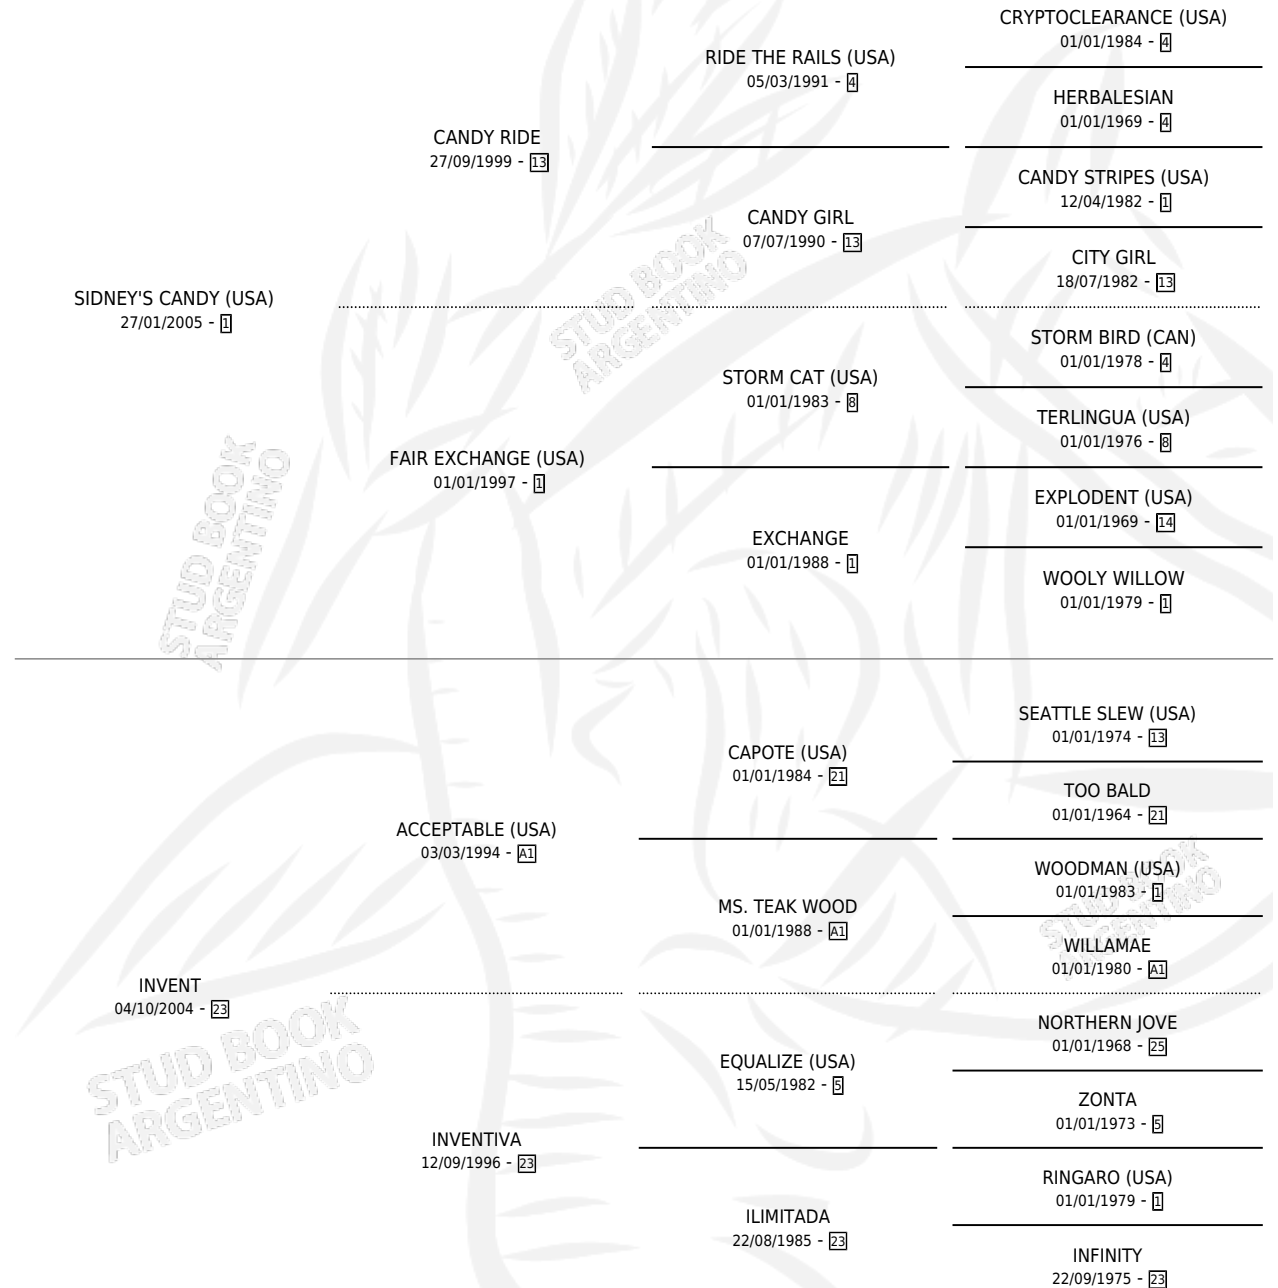 CRYPTOCLEARANCE (USA)
01/01/1984 - 4
RIDE THE RAILS (USA)
05/03/1991 - 4
HERBALESIAN
01/01/1969 - 4
CANDY RIDE
27/09/1999 - 13
CANDY STRIPES (USA)
12/04/1982 - 1
CANDY GIRL
07/07/1990 - 13
CITY GIRL
18/07/1982 - 13
SIDNEY'S CANDY (USA)
27/01/2005 - 1
STORM BIRD (CAN)
01/01/1978 - 4
STORM CAT (USA)
01/01/1983 - 8
TERLINGUA (USA)
01/01/1976 - 8
FAIR EXCHANGE (USA)
01/01/1997 - 1
EXPLODENT (USA)
01/01/1969 - 14
EXCHANGE
01/01/1988 - 1
WOOLY WILLOW
01/01/1979 - 1
STUD BOOK
ARGENTINO
STUD BOOK
ARGENTINO
SEATTLE SLEW (USA)
01/01/1974 - 13
CAPOTE (USA)
01/01/1984 - 21
TOO BALD
01/01/1964 - 21
ACCEPTABLE (USA)
03/03/1994 - A1
WOODMAN (USA)
01/01/1983 - 1
MS. TEAK WOOD
01/01/1988 - A1
WILLAMAE
01/01/1980 - A1
STUD BOOK
ARGENTINO
INVENT
04/10/2004 - 23
NORTHERN JOVE
01/01/1968 - 25
EQUALIZE (USA)
15/05/1982 - 5
ZONTA
01/01/1973 - 5
STUD BOOK
ARGENTINO
INVENTIVA
12/09/1996 - 23
RINGARO (USA)
01/01/1979 - 1
ILIMITADA
22/08/1985 - 23
INFINITY
22/09/1975 - 23